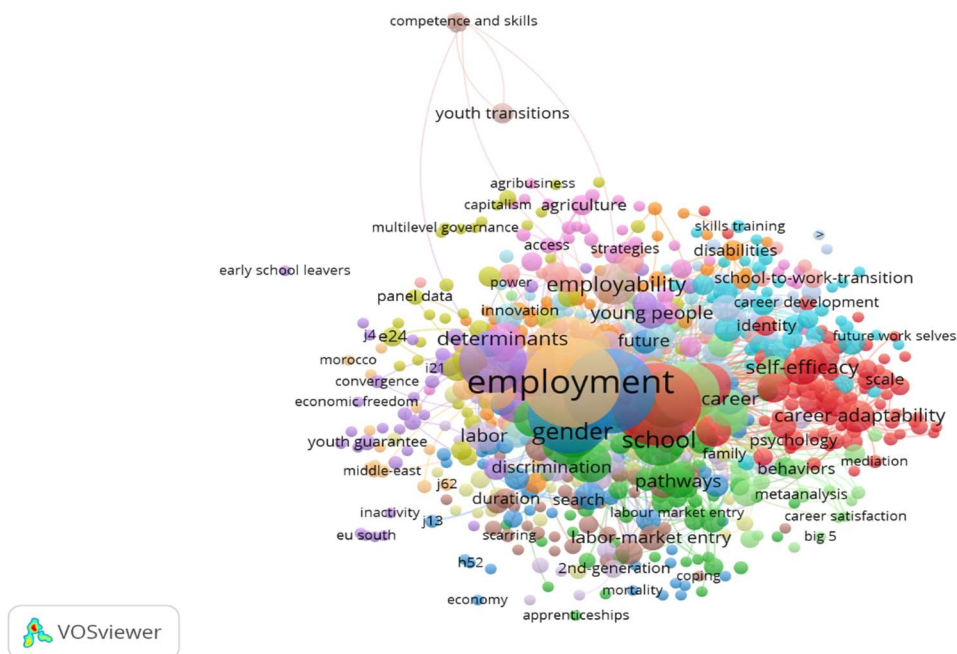 competence and skills
youth transitions
agribusiness
capitalism
agriculture
multilevel governance
skills training
>
access
strategies
disabilities
early school leavers
school-to-work-transition
power
employability
panel data
career development
innovation
young people
identity
j4
e24
determinants
future
future work selves
morocco
i21
self-efficacy
convergence
employment
scale
economic freedom
career
career adaptability
youth guarantee
labor
gender
school
psychology
family
mediation
middle-east
discrimination
behaviors
j62
pathways
duration
search
metaanalysis
inactivity
j13
labour market entry
career satisfaction
eu south
scarring
labor-market entry
big 5
h52
2nd-generation
coping
mortality
economy
apprenticeships
VOSviewer